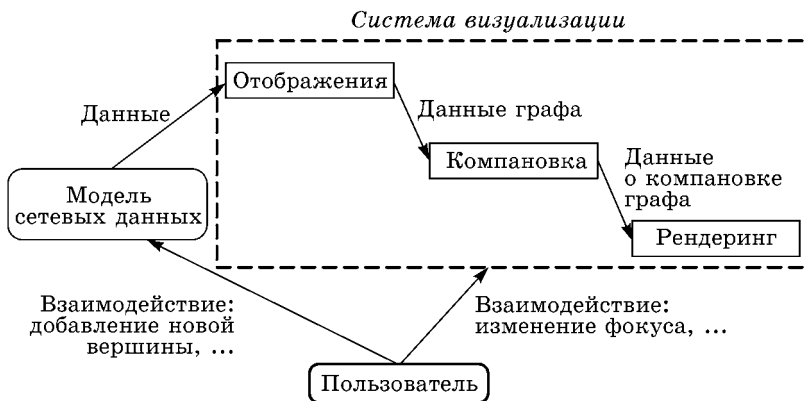 Система визуализации
Отображения
Данные
Данные графа
Компановка
Данные
о компановке
графа
Модель
сетевых данных
Рендеринг
Взаимодействие:
добавление новой
вершины, ...
Взаимодействие:
изменение фокуса, ...
Пользователь